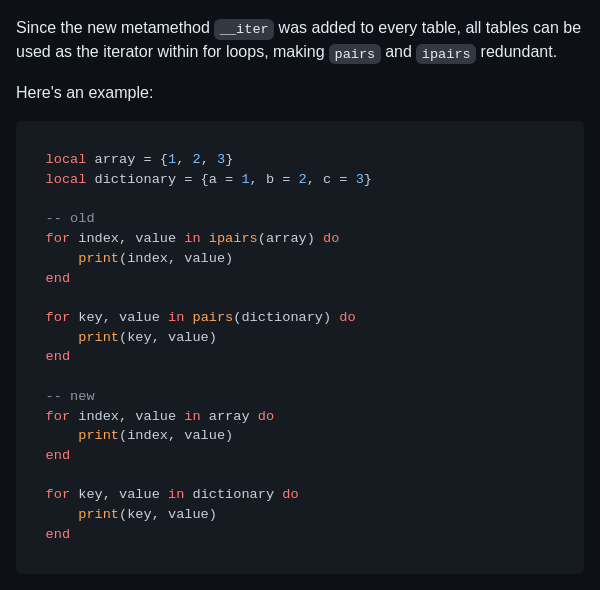 Since the new metamethod __iter was added to every table, all tables can be
used as the iterator within for loops, making pairs and ipairs redundant.
Here's an example:
local array = {1, 2, 3}
local dictionary = {a = 1, b = 2, c = 3}
-- old
for index, value in ipairs(array) do
    print(index, value)
end
for key, value in pairs(dictionary) do
    print(key, value)
end
-- new
for index, value in array do
    print(index, value)
end
for key, value in dictionary do
    print(key, value)
end